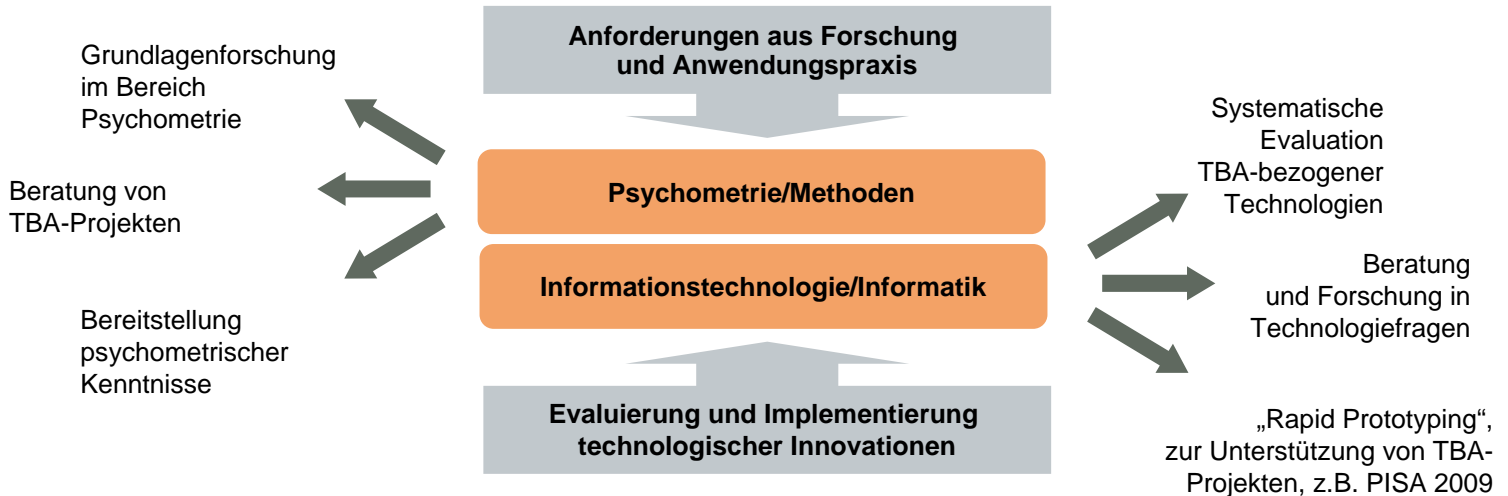 Anforderungen aus Forschung
und Anwendungspraxis
Grundlagenforschung
im Bereich
Psychometrie
Beratung von
TBA-Projekten
Bereitstellung
psychometrischer
Kenntnisse
Psychometrie/Methoden
Informationstechnologie/Informatik
Evaluierung und Implementierung
technologischer Innovationen
Systematische
Evaluation
TBA-bezogener
Technologien
Beratung
und Forschung in
Technologiefragen
„Rapid Prototyping“,
zur Unterstützung von TBA-
Projekten, z.B. PISA 2009